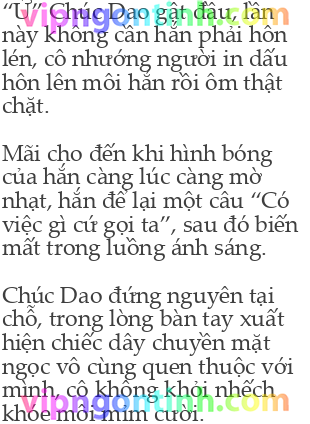 “Ừ” Chúc Dao gật đầu, lần
này không cần hắn phải hôn
lén, cô nhướng người in dấu
hôn lên môi hắn rồi ôm thật
chặt.
Mãi cho đến khi hình bóng
của hắn càng lúc càng mờ
nhạt, hắn để lại một câu “Có
việc gì cứ gọi ta”, sau đó biến
mất trong luồng ánh sáng.
Chúc Dao đứng nguyên tại
chỗ, trong lòng bàn tay xuất
hiện chiếc dây chuyền mặt
ngọc vô cùng quen thuộc với
mình, cô không khỏi nhếch
khóe môi mỉm cười.
vipngontinh.com
vipngontinh.com